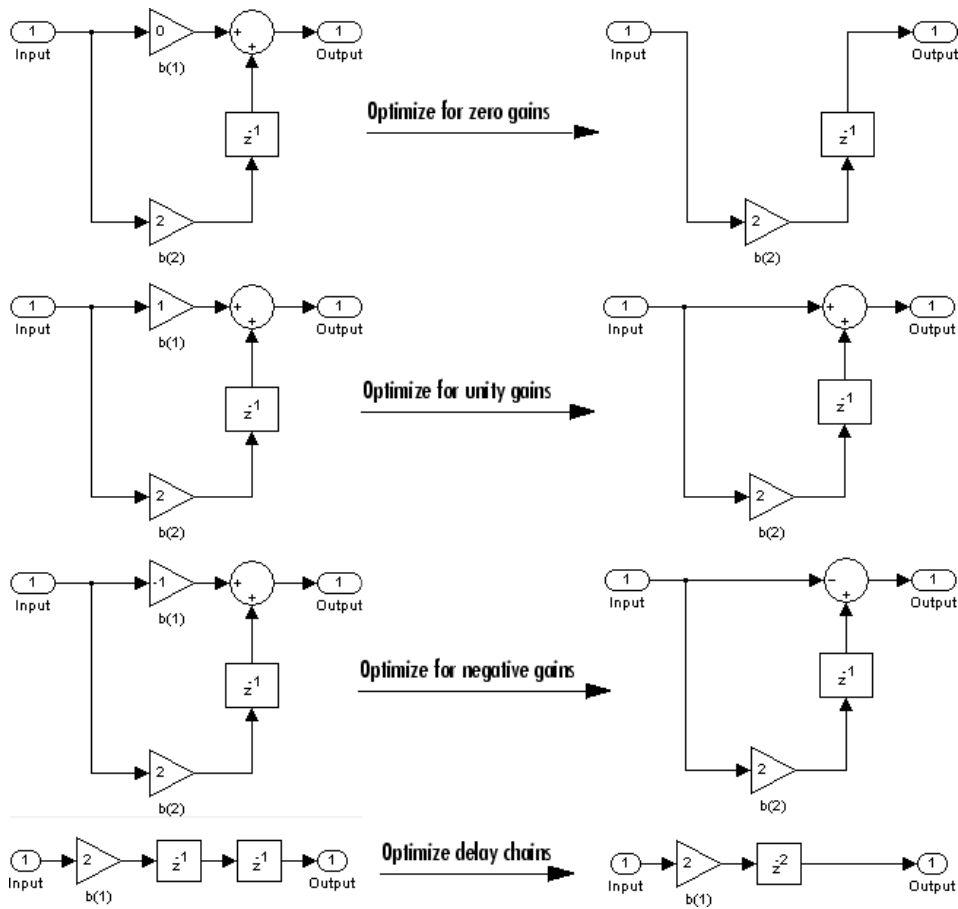 1 0 + 1 1 1
Input b(1) + Output Input Output
z^-1 Optimize for zero gains z^-1
2 2
b(2) b(2)
1 1 + 1 1 + 1
Input b(1) + Output Input + Output
z^-1 Optimize for unity gains z^-1
2 2
b(2) b(2)
1 -1 + 1 1 − 1
Input b(1) + Output Input + Output
z^-1 Optimize for negative gains z^-1
2 2
b(2) b(2)
1 2 z^-1 z^-1 1 Optimize delay chains 1 2 z^-2 1
Input b(1) Output Input b(1) Output